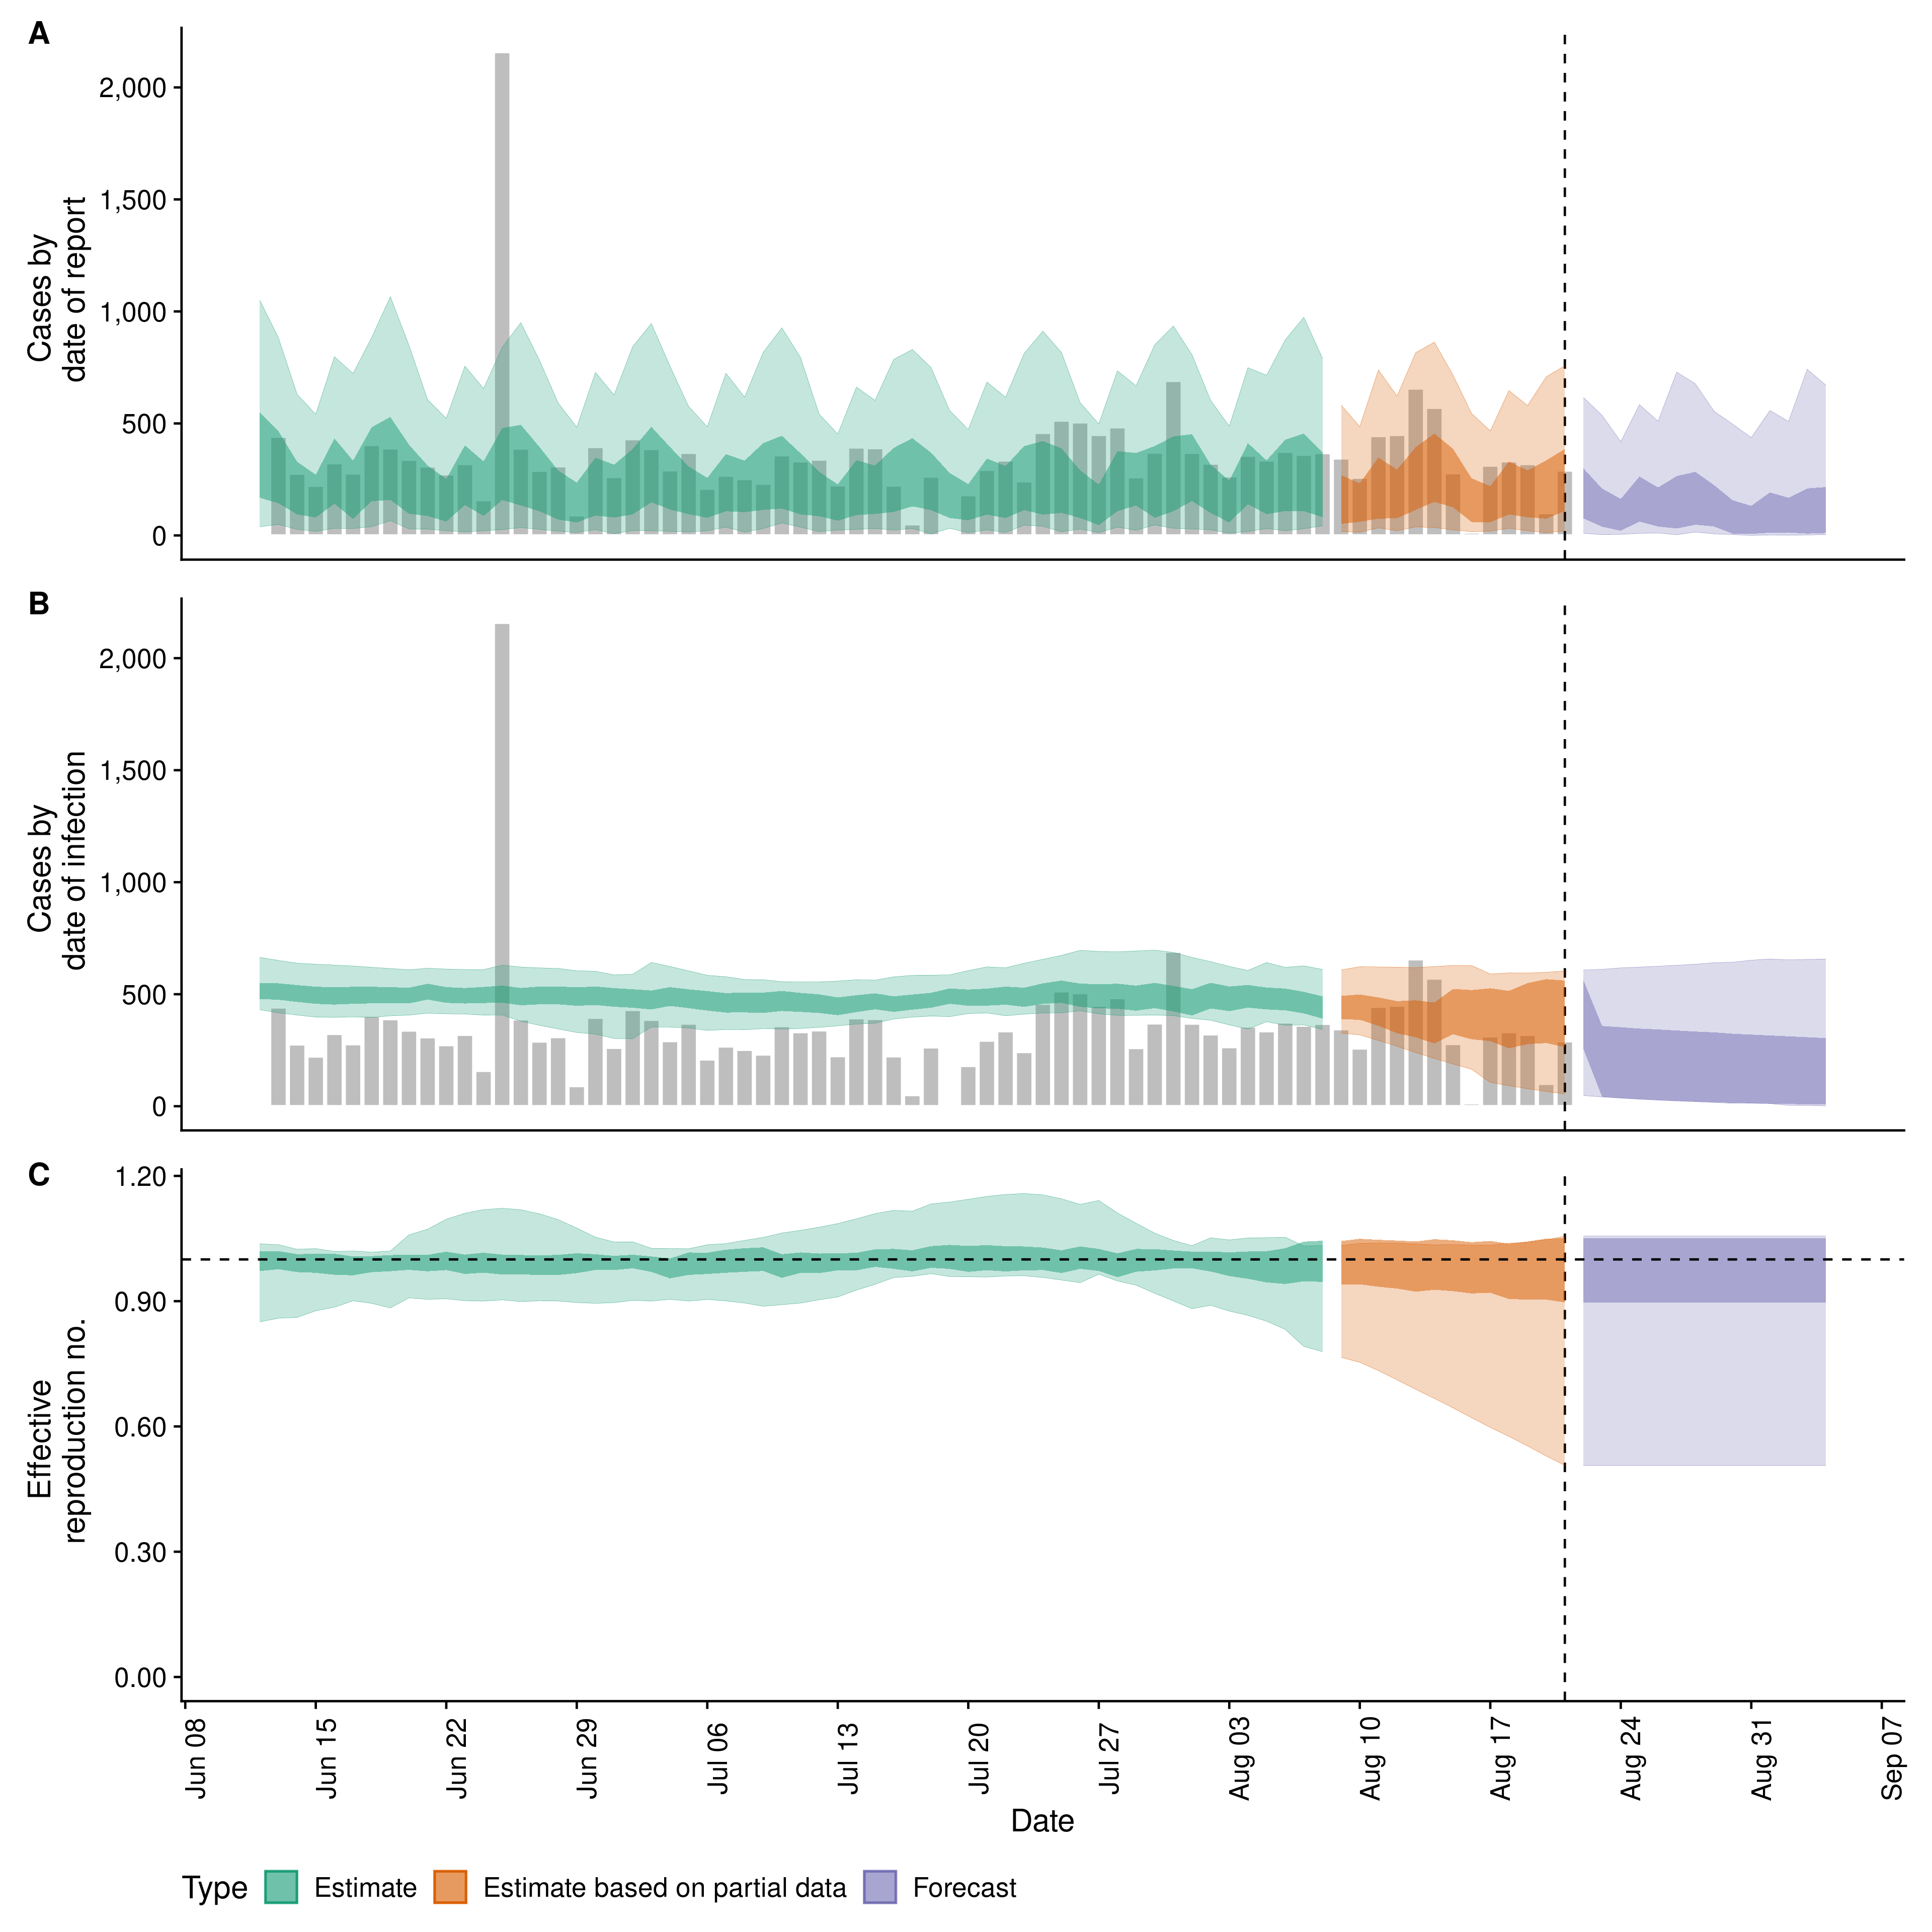 A
2,000
1,500
1,000
500
0
Cases by
date of report
B
2,000
1,500
1,000
500
0
Cases by
date of infection
C
1.20
0.90
0.60
0.30
0.00
Effective
reproduction no.
Jun 08
Jun 15
Jun 22
Jun 29
Jul 06
Jul 13
Jul 20
Jul 27
Aug 03
Aug 10
Aug 17
Aug 24
Aug 31
Sep 07
Date
Type Estimate Estimate based on partial data Forecast